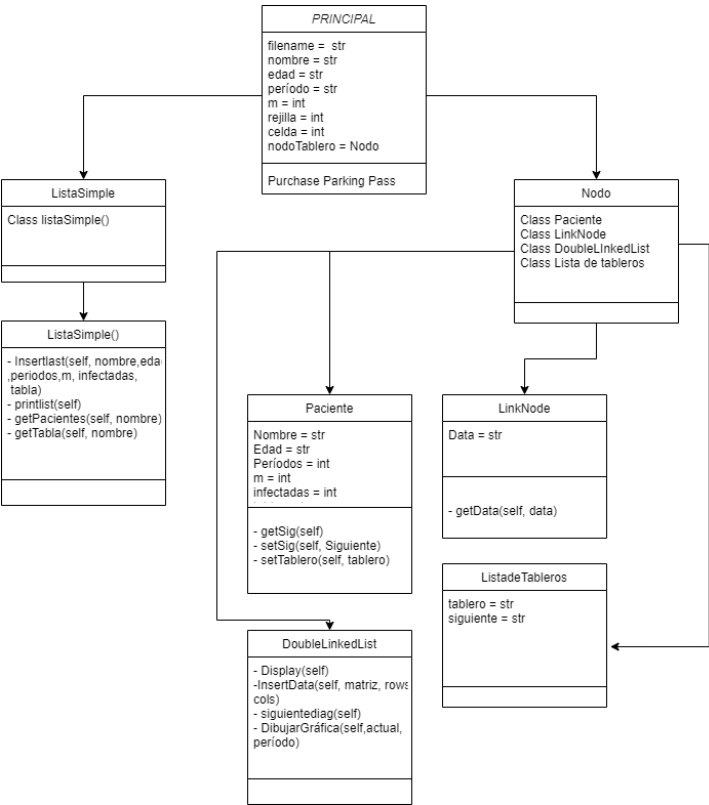 PRINCIPAL
filename =  str
nombre = str
edad = str
período = str
m = int
rejilla = int
celda = int
nodoTablero = Nodo
Purchase Parking Pass
ListaSimple
Class listaSimple()
Nodo
Class Paciente
Class LinkNode
Class DoubleLInkedList
Class Lista de tableros
ListaSimple()
- Insertlast(self, nombre,eda
,periodos,m, infectadas,
tabla)
- printlist(self)
- getPacientes(self, nombre)
- getTabla(self, nombre)
Paciente
Nombre = str
Edad = str
Períodos = int
m = int
infectadas = int
- getSig(self)
- setSig(self, Siguiente)
- setTablero(self, tablero)
LinkNode
Data = str
- getData(self, data)
ListadeTableros
tablero = str
siguiente = str
DoubleLinkedList
- Display(self)
-InsertData(self, matriz, rows
cols)
- siguientediag(self)
- DibujarGráfica(self,actual,
período)